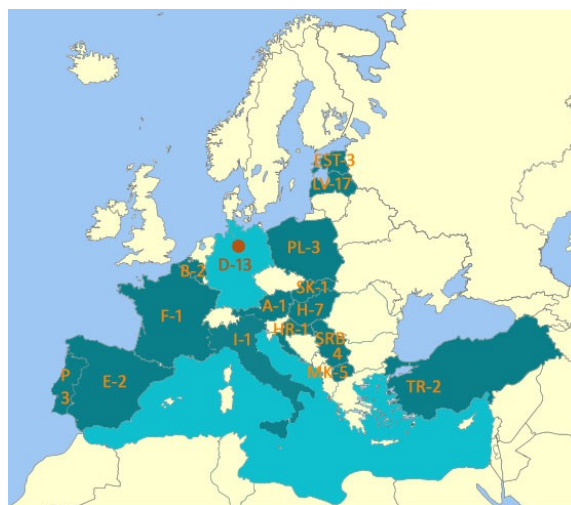 EST-3
LV-17
PL-3
B-2
D-13
SK-1
A-1
H-7
F-1
HR-1
I-1
SRB
4
MK-5
P
3
E-2
TR-2